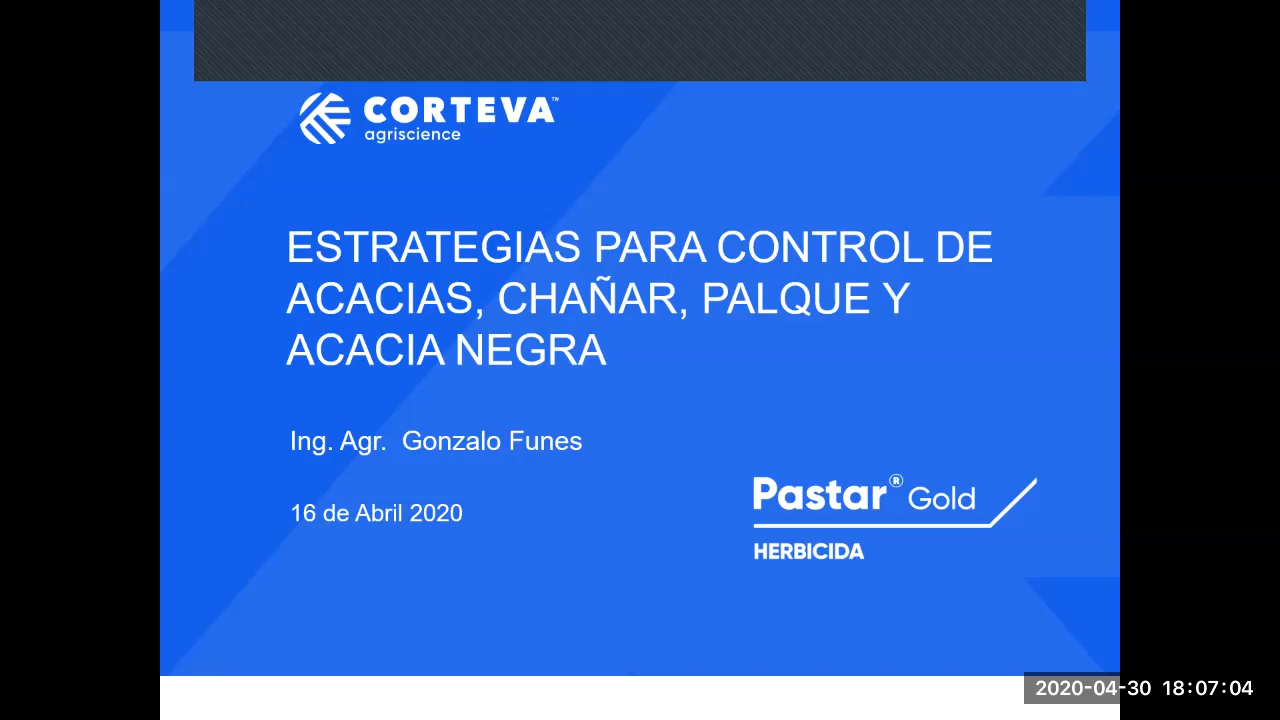 CORTEVA™
agriscience
ESTRATEGIAS PARA CONTROL DE
ACACIAS, CHAÑAR, PALQUE Y
ACACIA NEGRA
Ing. Agr.  Gonzalo Funes
16 de Abril 2020
Pastar® Gold
HERBICIDA
2020-04-30 18:07:04